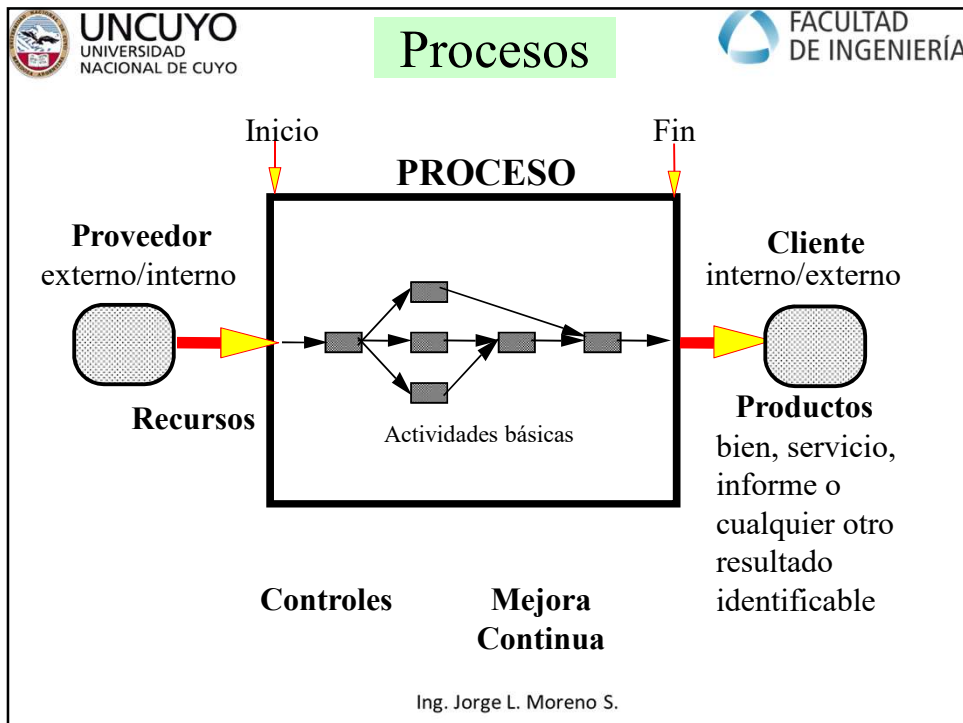 UNCUYO
UNIVERSIDAD
NACIONAL DE CUYO
Procesos
FACULTAD
DE INGENIERÍA
Inicio
Fin
PROCESO
Proveedor
externo/interno
Cliente
interno/externo
Recursos
Actividades básicas
Productos
bien, servicio,
informe o
cualquier otro
resultado
identificable
Controles
Mejora
Continua
Ing. Jorge L. Moreno S.